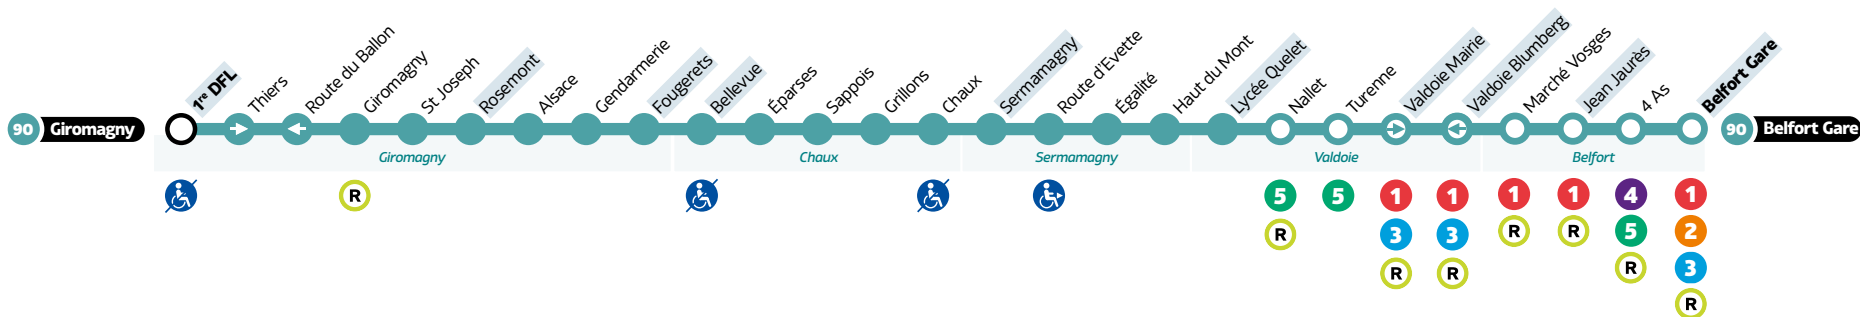 90 Giromagny
1re DFL
Thiers
Route du Ballon
Giromagny
St Joseph
Rosemont
Alsace
Gendarmerie
Fougerets
Bellevue
Éparses
Sappois
Grillons
Chaux
Sermamagny
Route d'Evette
Égalité
Haut du Mont
Lycée Quelet
Nallet
Turenne
Valdoie Mairie
Valdoie Blumberg
Marché Vosges
Jean Jaurès
4 As
Belfort Gare
90 Belfort Gare
Giromagny
Chaux
Sermamagny
Valdoie
Belfort
R
5
R
5
1
3
R
1
3
R
1
R
1
R
4
5
R
1
2
3
R